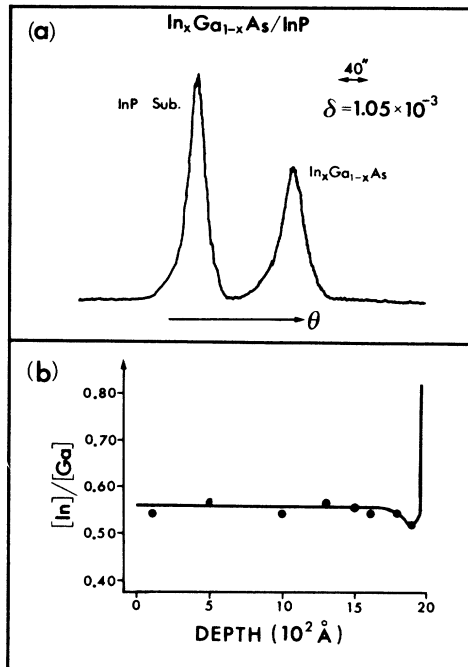 (a)
InₓGa₁₋ₓAs/InP
40"
InP Sub.
δ = 1.05×10⁻³
InₓGa₁₋ₓAs
θ
(b)
[In]/[Ga]
0.80
0.70
0.60
0.50
0.40
0 5 10 15 20
DEPTH (10² Å)